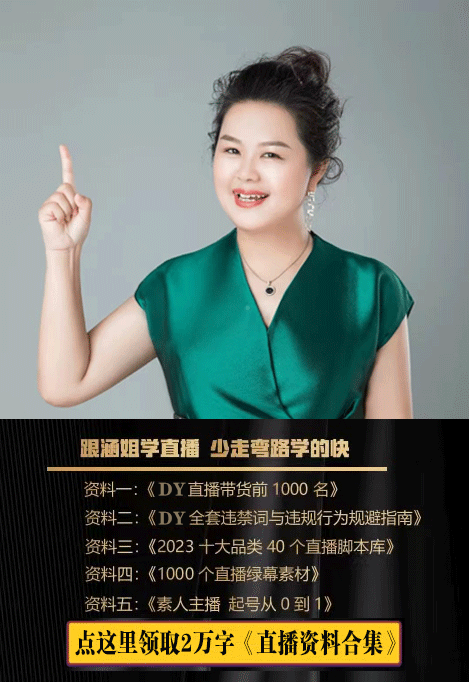 跟涵姐学直播 少走弯路学的快
资料一:《DY直播带货前1000名》
资料二:《DY全套违禁词与违规行为规避指南》
资料三:《2023十大品类40个直播脚本库》
资料四:《1000个直播绿幕素材》
资料五:《素人主播 起号从0到1》
点这里领取2万字《直播资料合集》